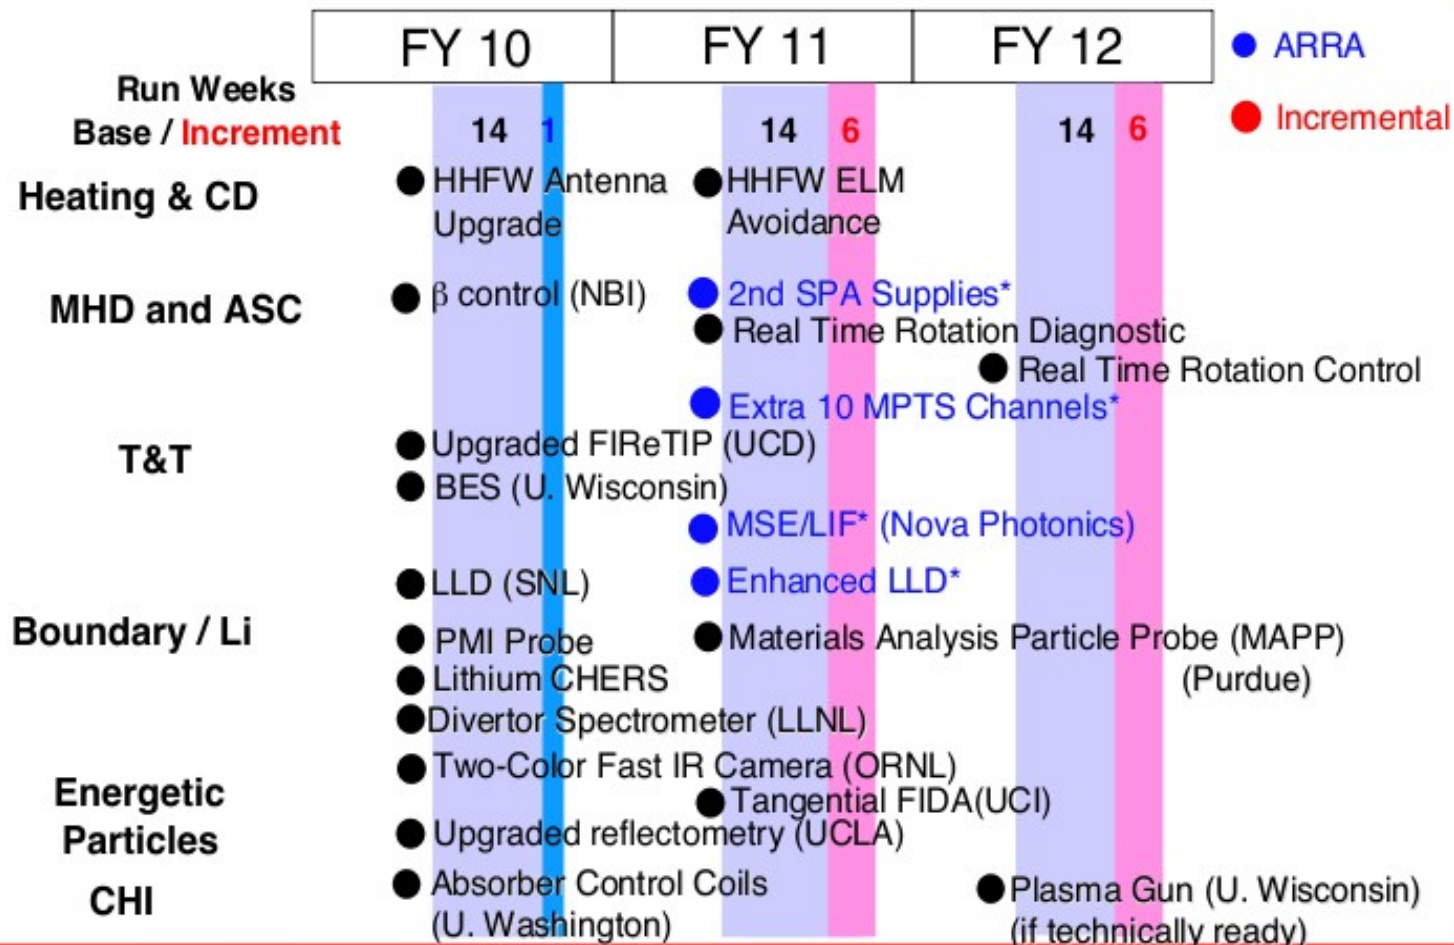 FY 10 FY 11 FY 12
ARRA
Incremental
Run Weeks
Base / Increment
14 1 14 6 14 6
Heating & CD
HHFW Antenna
Upgrade
HHFW ELM
Avoidance
MHD and ASC
β control (NBI)
2nd SPA Supplies*
Real Time Rotation Diagnostic
Real Time Rotation Control
Extra 10 MPTS Channels*
T&T
Upgraded FIReTIP (UCD)
BES (U. Wisconsin)
MSE/LIF* (Nova Photonics)
Boundary / Li
LLD (SNL)
Enhanced LLD*
PMI Probe
Materials Analysis Particle Probe (MAPP)
(Purdue)
Lithium CHERS
Divertor Spectrometer (LLNL)
Two-Color Fast IR Camera (ORNL)
Energetic
Particles
Tangential FIDA(UCI)
Upgraded reflectometry (UCLA)
CHI
Absorber Control Coils
(U. Washington)
Plasma Gun (U. Wisconsin)
(if technically ready)